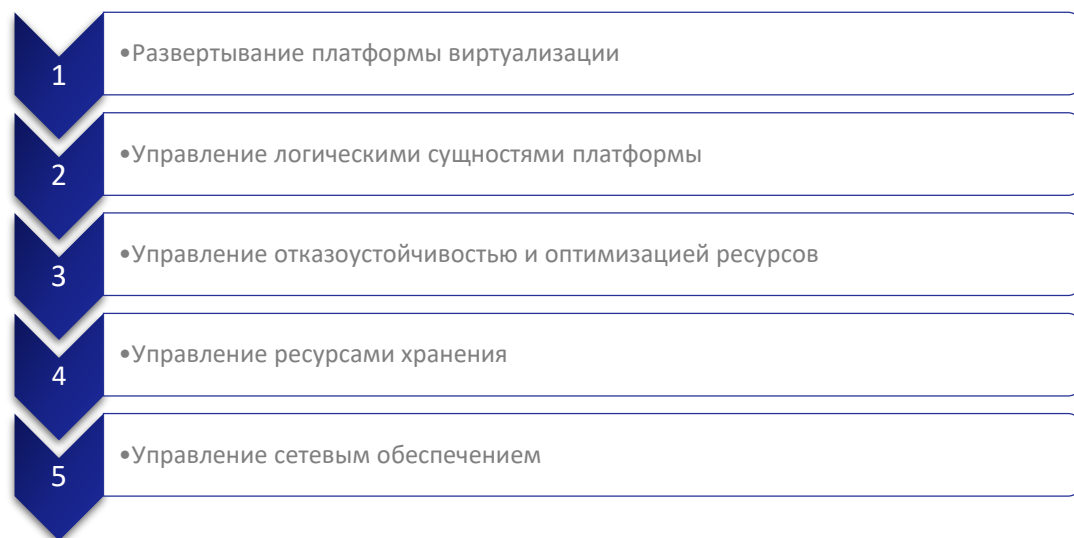 1
•Развертывание платформы виртуализации
2
•Управление логическими сущностями платформы
3
•Управление отказоустойчивостью и оптимизацией ресурсов
4
•Управление ресурсами хранения
5
•Управление сетевым обеспечением